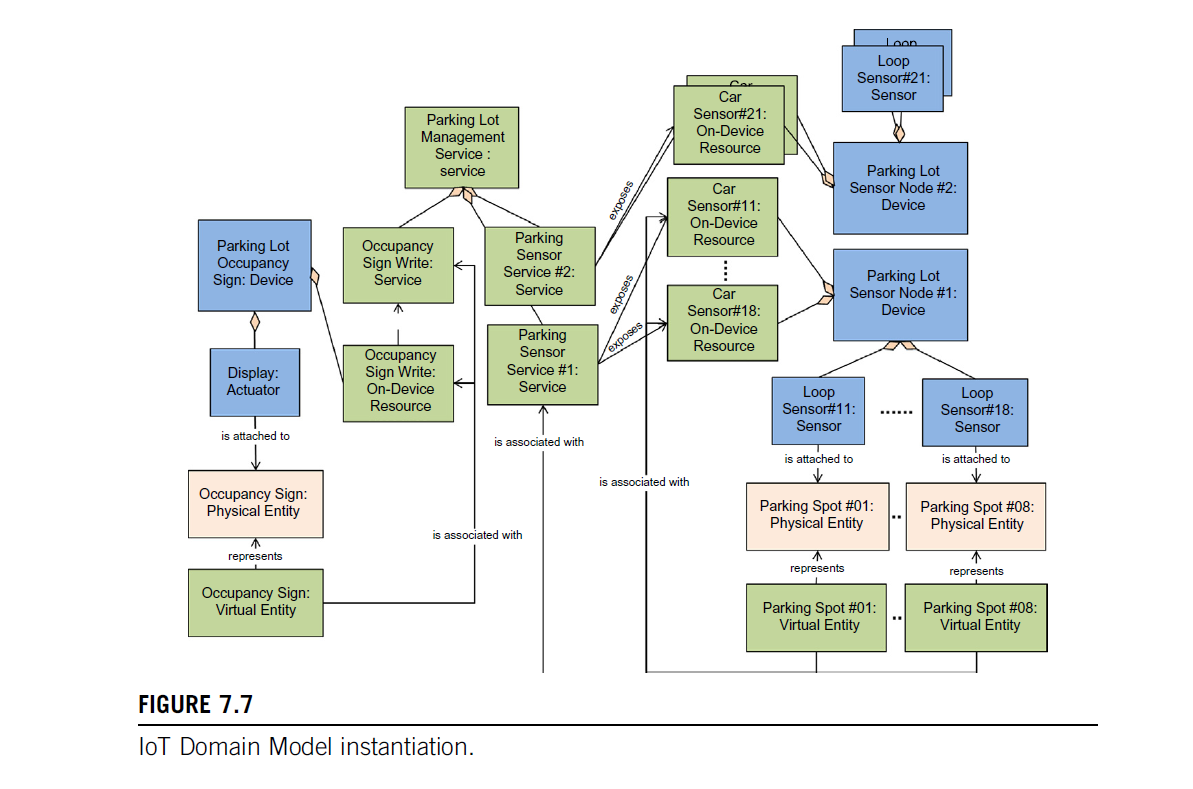 Loop
Loop
Sensor#21:
Sensor
Car
Car
Sensor#21:
On-Device
Resource
Parking Lot
Management
Service :
service
Parking Lot
Sensor Node #2:
Device
exposes
Car
Sensor#11:
On-Device
Resource
Parking Lot
Occupancy
Sign: Device
Occupancy
Sign Write:
Service
Parking
Sensor
Service #2:
Service
exposes
Parking Lot
Sensor Node #1:
Device
Car
Sensor#18:
On-Device
Resource
exposes
Parking
Sensor
Service #1:
Service
Display:
Actuator
Occupancy
Sign Write:
On-Device
Resource
Loop
Sensor#11:
Sensor
Loop
Sensor#18:
Sensor
is attached to
is associated with
is attached to
is attached to
is associated with
Occupancy Sign:
Physical Entity
Parking Spot #01:
Physical Entity
Parking Spot #08:
Physical Entity
is associated with
represents
represents
represents
Occupancy Sign:
Virtual Entity
Parking Spot #01:
Virtual Entity
Parking Spot #08:
Virtual Entity
FIGURE 7.7
IoT Domain Model instantiation.